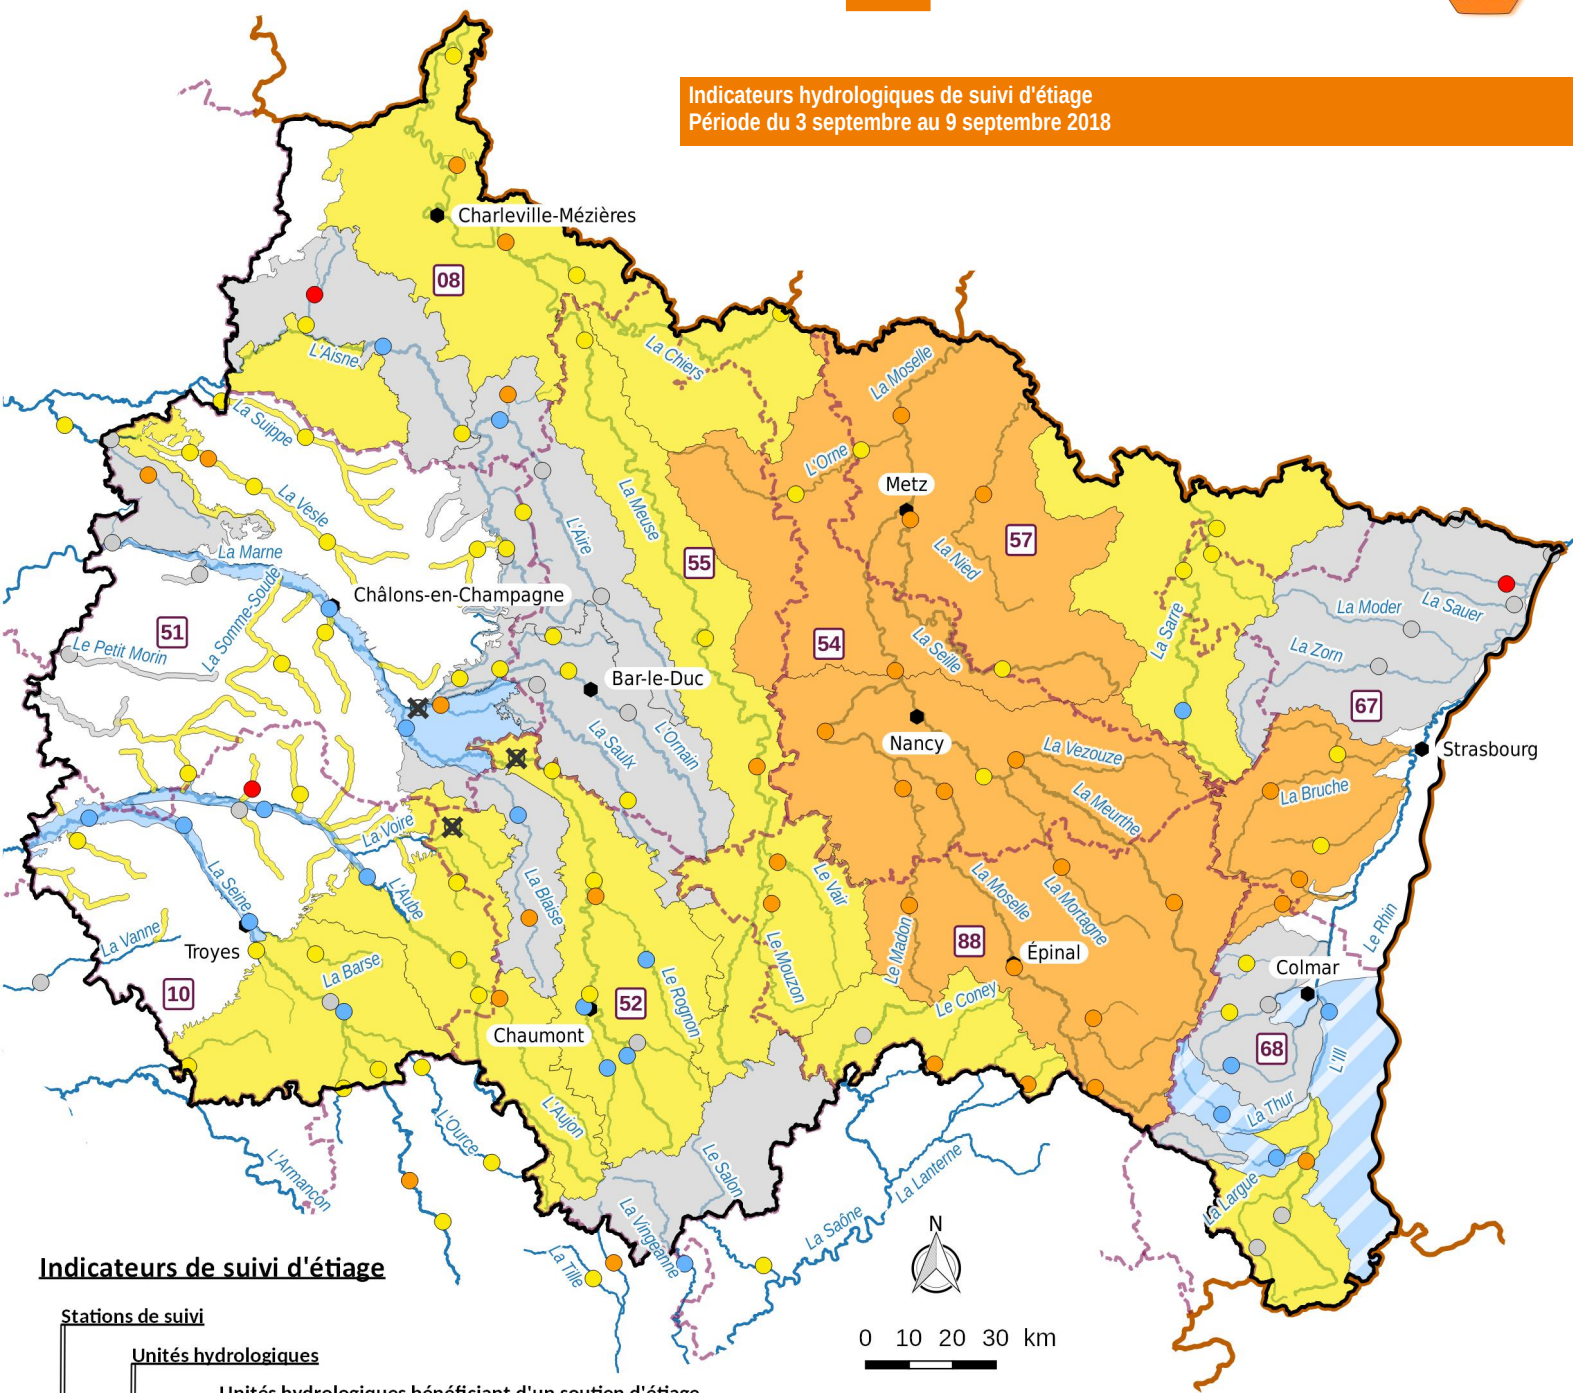 Indicateurs hydrologiques de suivi d'étiage
Période du 3 septembre au 9 septembre 2018
Charleville-Mézières
08
L'Aisne
La Chiers
La Moselle
La Suippe
L'Orne
Metz
La Vesle
La Meuse
L'Aire
57
La Nied
La Marne
55
Châlons-en-Champagne
La Somme-Soude
La Moder
La Sauer
51
Le Petit Morin
54
La Seille
La Sarre
La Zorn
Bar-le-Duc
67
Nancy
La Saulx
L'Ornain
La Vezouze
Strasbourg
La Bruche
La Meurthe
La Voire
La Seine
L'Aube
La Blaise
Le Vair
La Moselle
La Mortagne
La Vanne
Troyes
La Barse
Le Mouzon
Le Madon
88
Épinal
Le Rhin
Colmar
10
52
Le Rognon
Le Coney
Chaumont
68
L'Ill
L'Aujon
La Thur
L'Ource
L'Armançon
Le Salon
La Lanterne
La Largue
La Vingeanne
La Saône
La Tille
N
Indicateurs de suivi d'étiage
Stations de suivi
0 10 20 30 km
Unités hydrologiques
Unités hydrologiques bénéficiant d'un soutien d'étiage